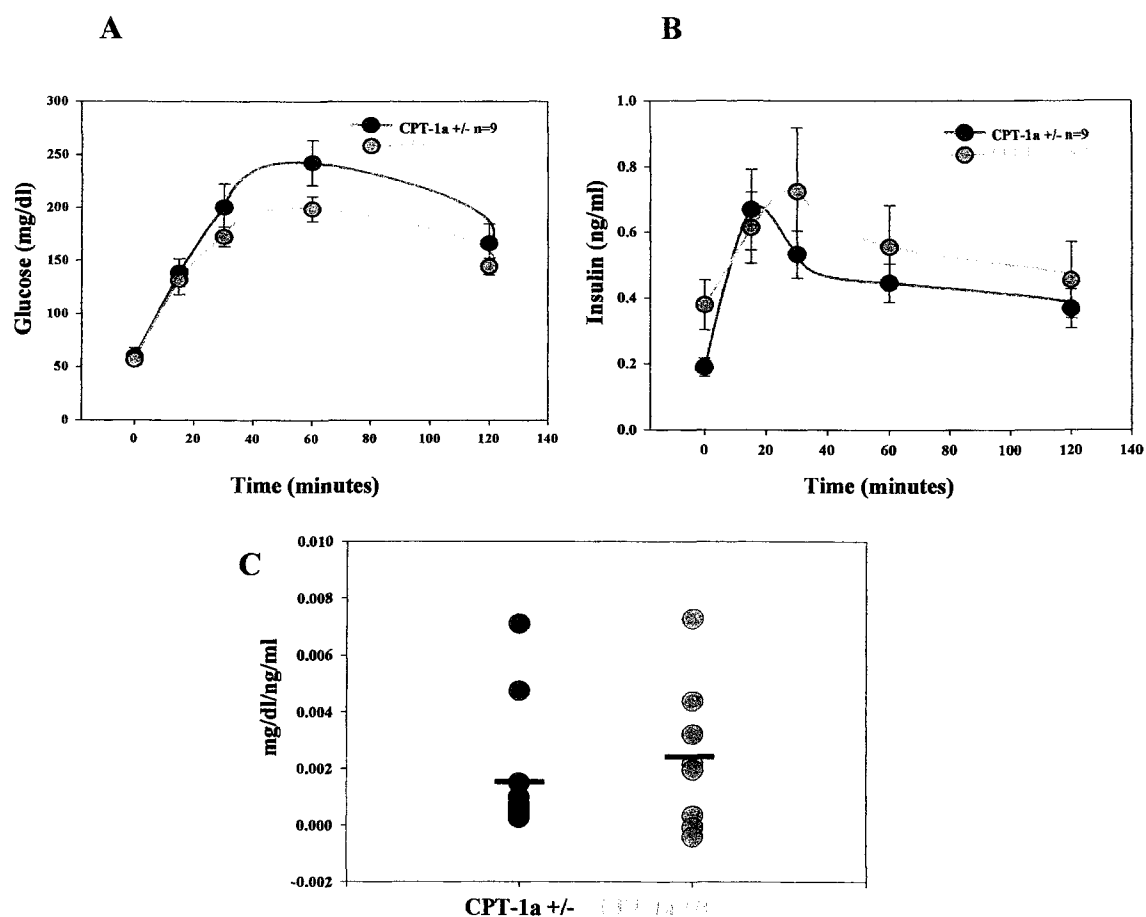 A
B
300
250
200
150
100
50
0
Glucose (mg/dl)
CPT-1a +/- n=9
0 20 40 60 80 100 120 140
Time (minutes)
1.0
0.8
0.6
0.4
0.2
0.0
Insulin (ng/ml)
CPT-1a +/- n=9
0 20 40 60 80 100 120 140
Time (minutes)
C
0.010
0.008
0.006
0.004
0.002
0.000
-0.002
mg/dl/ng/ml
CPT-1a +/-